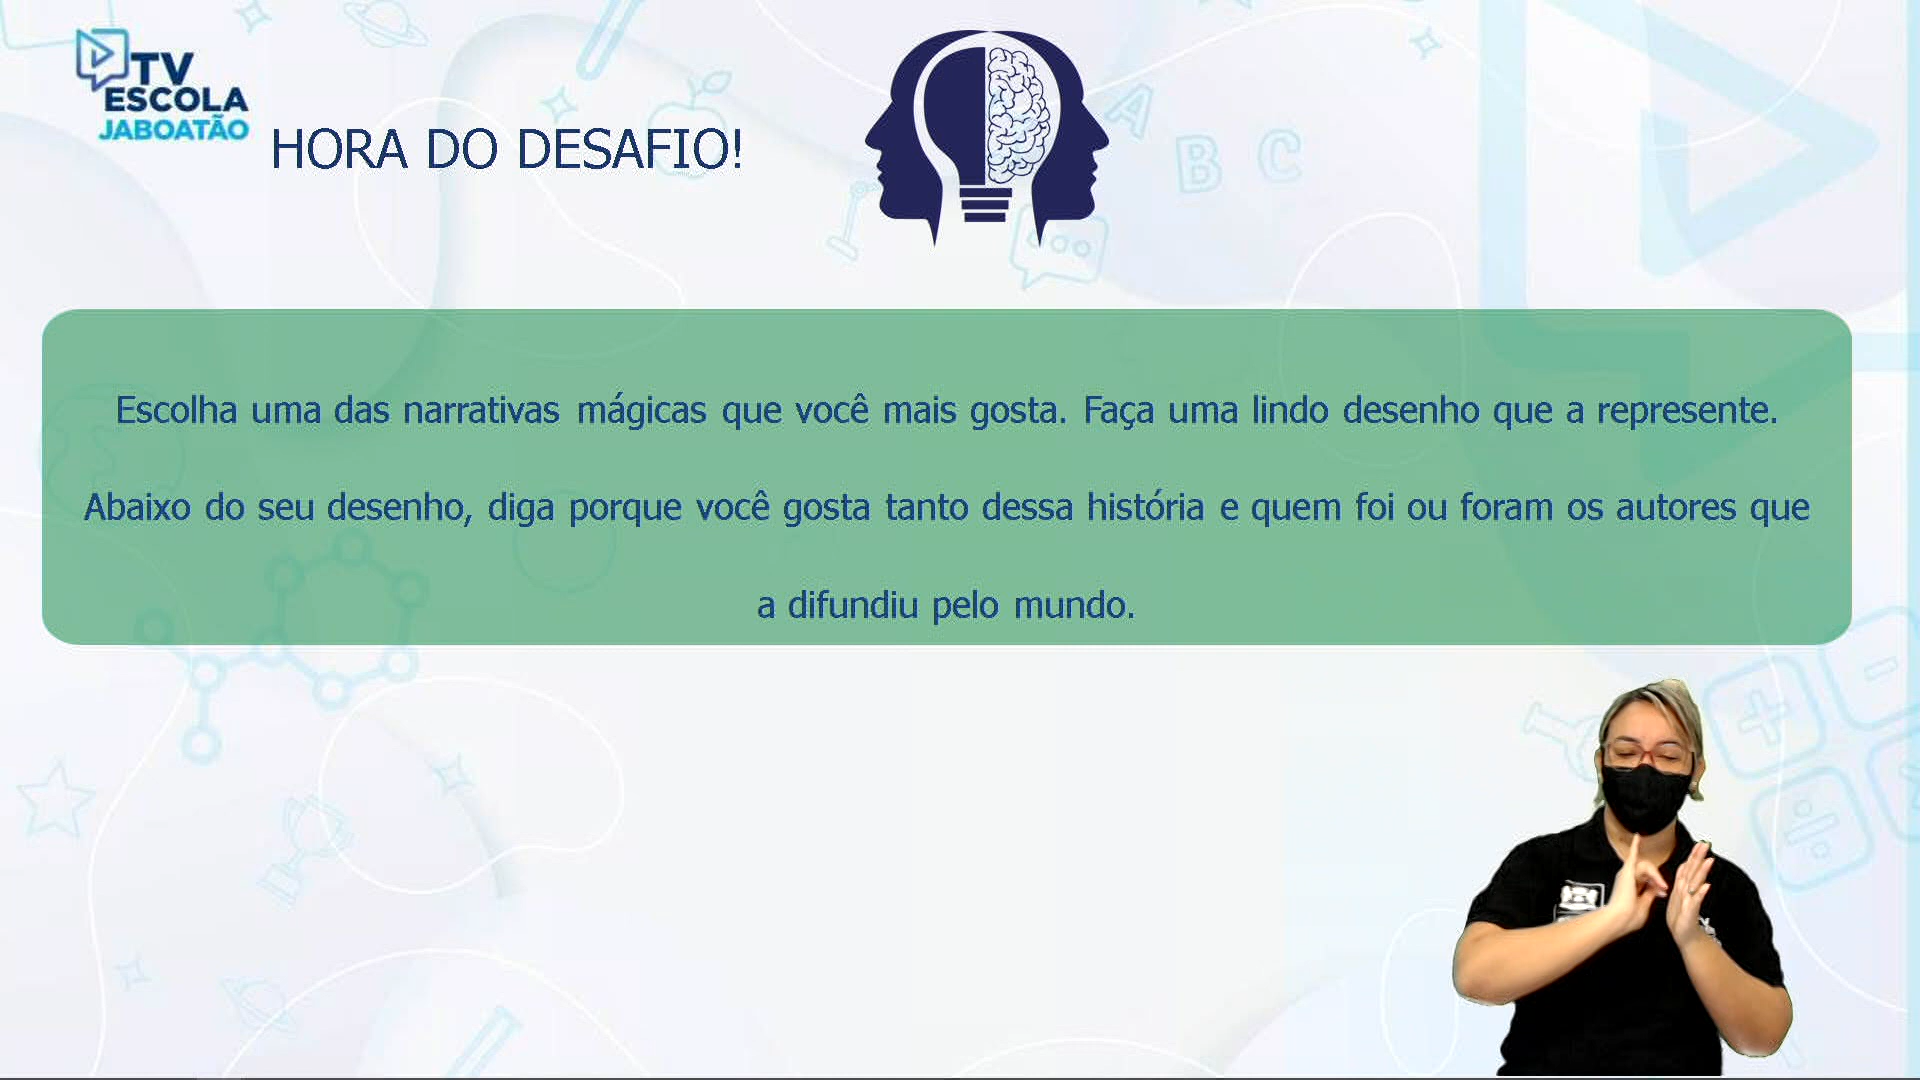 TV
ESCOLA
JABOATÃO
HORA DO DESAFIO!
A
B C
Escolha uma das narrativas mágicas que você mais gosta. Faça uma lindo desenho que a represente.
Abaixo do seu desenho, diga porque você gosta tanto dessa história e quem foi ou foram os autores que
a difundiu pelo mundo.